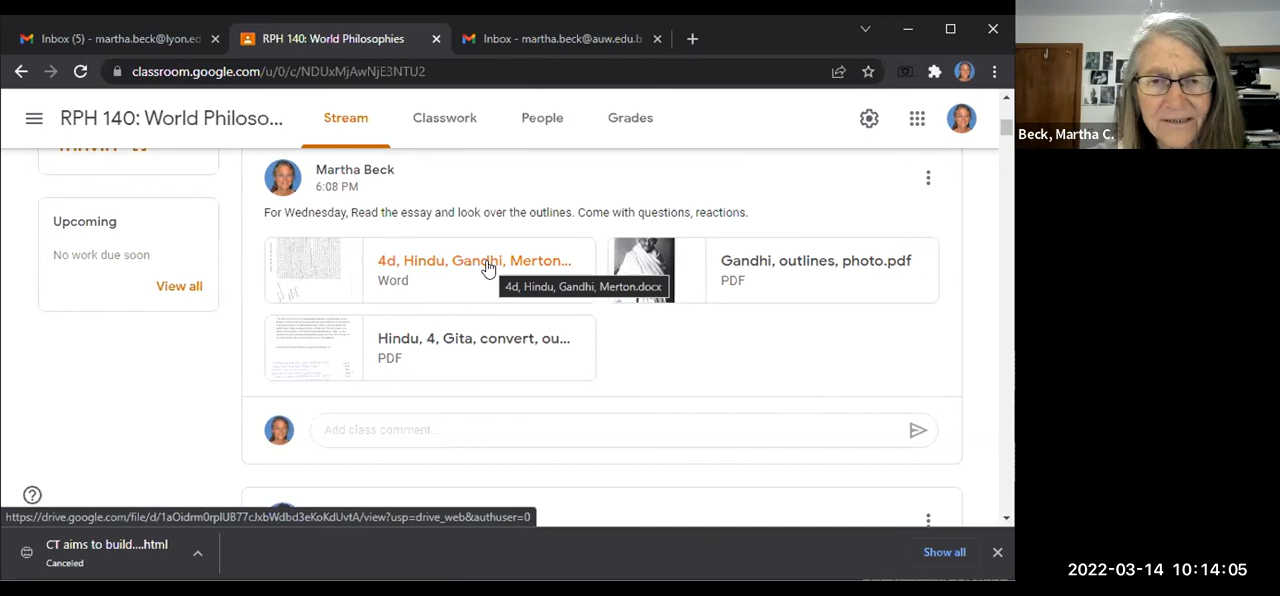 Inbox (5) - martha.beck@lyon.ed
RPH 140: World Philosophies
Inbox - martha.beck@auw.edu.b
classroom.google.com/u/0/c/NDUxMjAwNjE3NTU2
RPH 140: World Philoso...
Stream
Classwork
People
Grades
Martha Beck
6:08 PM
For Wednesday, Read the essay and look over the outlines. Come with questions, reactions.
Upcoming
No work due soon
View all
4d, Hindu, Gandhi, Merton...
Word
4d, Hindu, Gandhi, Merton.docx
Gandhi, outlines, photo.pdf
PDF
Hindu, 4, Gita, convert, ou...
PDF
Add class comment...
https://drive.google.com/file/d/1aOidrm0rpIUB77cJxbWdbd3eKoKdUvtA/view?usp=drive_web&authuser=0
CT aims to build....html
Canceled
Show all
Beck, Martha C.
2022-03-14 10:14:05